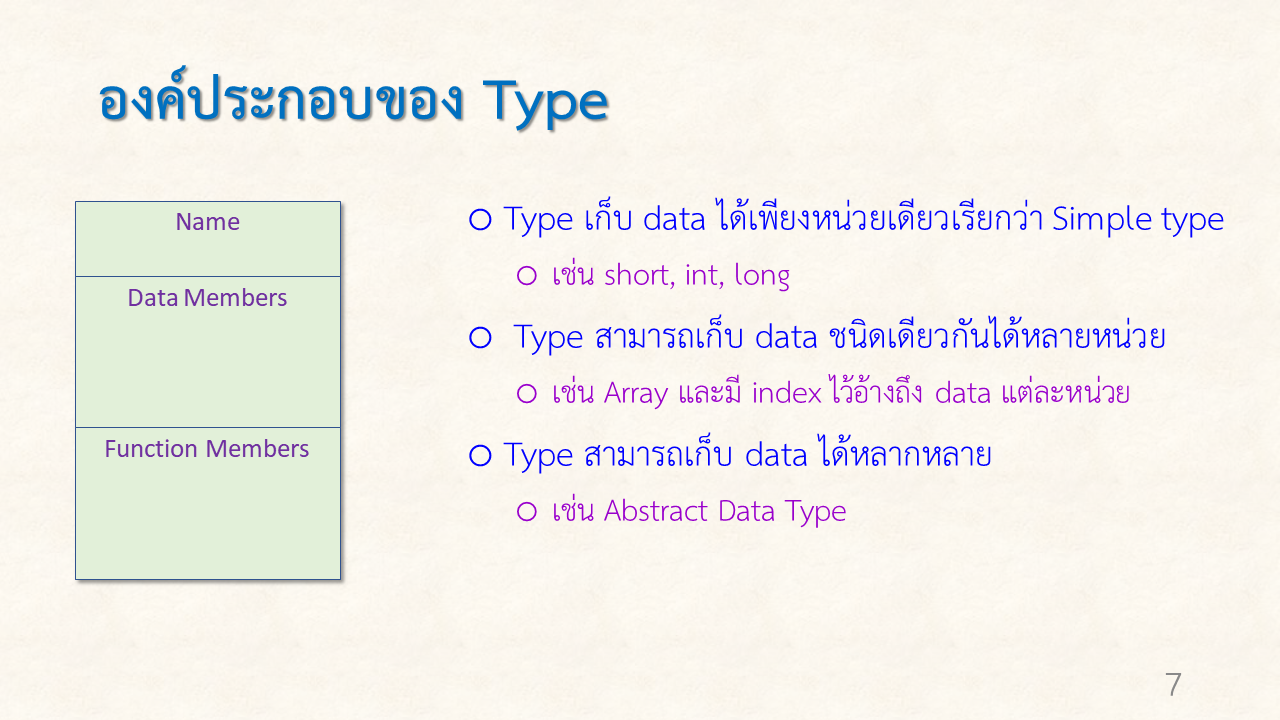 องค์ประกอบของ Type
Name
Data Members
Function Members
Type เก็บ data ได้เพียงหน่วยเดียวเรียกว่า Simple type
เช่น short, int, long
Type สามารถเก็บ data ชนิดเดียวกันได้หลายหน่วย
เช่น Array และมี index ไว้อ้างถึง data แต่ละหน่วย
Type สามารถเก็บ data ได้หลากหลาย
เช่น Abstract Data Type
7